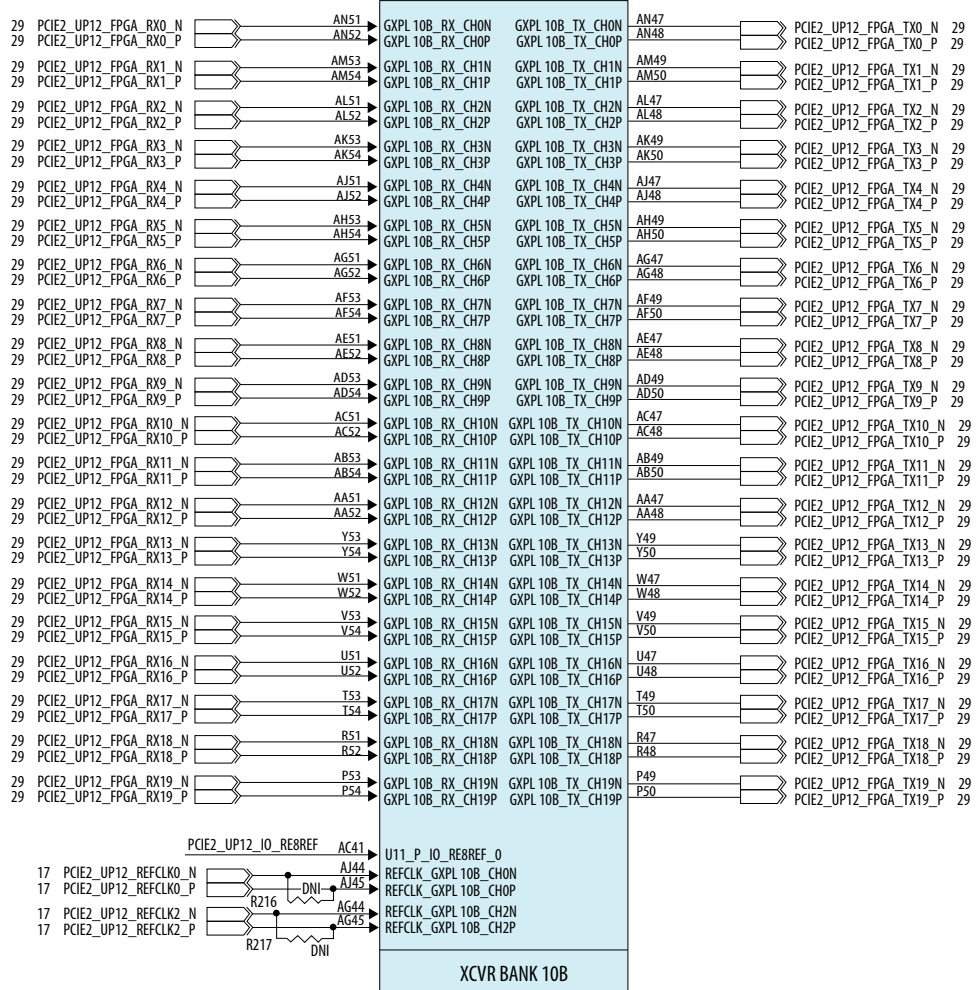 29 PCIE2_UP12_FPGA_RX0_N AN51 GXPL 10B_RX_CH0N GXPL 10B_TX_CH0N AN47 PCIE2_UP12_FPGA_TX0_N 29
29 PCIE2_UP12_FPGA_RX0_P AN52 GXPL 10B_RX_CH0P GXPL 10B_TX_CH0P AN48 PCIE2_UP12_FPGA_TX0_P 29
29 PCIE2_UP12_FPGA_RX1_N AM53 GXPL 10B_RX_CH1N GXPL 10B_TX_CH1N AM49 PCIE2_UP12_FPGA_TX1_N 29
29 PCIE2_UP12_FPGA_RX1_P AM54 GXPL 10B_RX_CH1P GXPL 10B_TX_CH1P AM50 PCIE2_UP12_FPGA_TX1_P 29
29 PCIE2_UP12_FPGA_RX2_N AL51 GXPL 10B_RX_CH2N GXPL 10B_TX_CH2N AL47 PCIE2_UP12_FPGA_TX2_N 29
29 PCIE2_UP12_FPGA_RX2_P AL52 GXPL 10B_RX_CH2P GXPL 10B_TX_CH2P AL48 PCIE2_UP12_FPGA_TX2_P 29
29 PCIE2_UP12_FPGA_RX3_N AK53 GXPL 10B_RX_CH3N GXPL 10B_TX_CH3N AK49 PCIE2_UP12_FPGA_TX3_N 29
29 PCIE2_UP12_FPGA_RX3_P AK54 GXPL 10B_RX_CH3P GXPL 10B_TX_CH3P AK50 PCIE2_UP12_FPGA_TX3_P 29
29 PCIE2_UP12_FPGA_RX4_N AJ51 GXPL 10B_RX_CH4N GXPL 10B_TX_CH4N AJ47 PCIE2_UP12_FPGA_TX4_N 29
29 PCIE2_UP12_FPGA_RX4_P AJ52 GXPL 10B_RX_CH4P GXPL 10B_TX_CH4P AJ48 PCIE2_UP12_FPGA_TX4_P 29
29 PCIE2_UP12_FPGA_RX5_N AH53 GXPL 10B_RX_CH5N GXPL 10B_TX_CH5N AH49 PCIE2_UP12_FPGA_TX5_N 29
29 PCIE2_UP12_FPGA_RX5_P AH54 GXPL 10B_RX_CH5P GXPL 10B_TX_CH5P AH50 PCIE2_UP12_FPGA_TX5_P 29
29 PCIE2_UP12_FPGA_RX6_N AG51 GXPL 10B_RX_CH6N GXPL 10B_TX_CH6N AG47 PCIE2_UP12_FPGA_TX6_N 29
29 PCIE2_UP12_FPGA_RX6_P AG52 GXPL 10B_RX_CH6P GXPL 10B_TX_CH6P AG48 PCIE2_UP12_FPGA_TX6_P 29
29 PCIE2_UP12_FPGA_RX7_N AF53 GXPL 10B_RX_CH7N GXPL 10B_TX_CH7N AF49 PCIE2_UP12_FPGA_TX7_N 29
29 PCIE2_UP12_FPGA_RX7_P AF54 GXPL 10B_RX_CH7P GXPL 10B_TX_CH7P AF50 PCIE2_UP12_FPGA_TX7_P 29
29 PCIE2_UP12_FPGA_RX8_N AE51 GXPL 10B_RX_CH8N GXPL 10B_TX_CH8N AE47 PCIE2_UP12_FPGA_TX8_N 29
29 PCIE2_UP12_FPGA_RX8_P AE52 GXPL 10B_RX_CH8P GXPL 10B_TX_CH8P AE48 PCIE2_UP12_FPGA_TX8_P 29
29 PCIE2_UP12_FPGA_RX9_N AD53 GXPL 10B_RX_CH9N GXPL 10B_TX_CH9N AD49 PCIE2_UP12_FPGA_TX9_N 29
29 PCIE2_UP12_FPGA_RX9_P AD54 GXPL 10B_RX_CH9P GXPL 10B_TX_CH9P AD50 PCIE2_UP12_FPGA_TX9_P 29
29 PCIE2_UP12_FPGA_RX10_N AC51 GXPL 10B_RX_CH10N GXPL 10B_TX_CH10N AC47 PCIE2_UP12_FPGA_TX10_N 29
29 PCIE2_UP12_FPGA_RX10_P AC52 GXPL 10B_RX_CH10P GXPL 10B_TX_CH10P AC48 PCIE2_UP12_FPGA_TX10_P 29
29 PCIE2_UP12_FPGA_RX11_N AB53 GXPL 10B_RX_CH11N GXPL 10B_TX_CH11N AB49 PCIE2_UP12_FPGA_TX11_N 29
29 PCIE2_UP12_FPGA_RX11_P AB54 GXPL 10B_RX_CH11P GXPL 10B_TX_CH11P AB50 PCIE2_UP12_FPGA_TX11_P 29
29 PCIE2_UP12_FPGA_RX12_N AA51 GXPL 10B_RX_CH12N GXPL 10B_TX_CH12N AA47 PCIE2_UP12_FPGA_TX12_N 29
29 PCIE2_UP12_FPGA_RX12_P AA52 GXPL 10B_RX_CH12P GXPL 10B_TX_CH12P AA48 PCIE2_UP12_FPGA_TX12_P 29
29 PCIE2_UP12_FPGA_RX13_N Y53 GXPL 10B_RX_CH13N GXPL 10B_TX_CH13N Y49 PCIE2_UP12_FPGA_TX13_N 29
29 PCIE2_UP12_FPGA_RX13_P Y54 GXPL 10B_RX_CH13P GXPL 10B_TX_CH13P Y50 PCIE2_UP12_FPGA_TX13_P 29
29 PCIE2_UP12_FPGA_RX14_N W51 GXPL 10B_RX_CH14N GXPL 10B_TX_CH14N W47 PCIE2_UP12_FPGA_TX14_N 29
29 PCIE2_UP12_FPGA_RX14_P W52 GXPL 10B_RX_CH14P GXPL 10B_TX_CH14P W48 PCIE2_UP12_FPGA_TX14_P 29
29 PCIE2_UP12_FPGA_RX15_N V53 GXPL 10B_RX_CH15N GXPL 10B_TX_CH15N V49 PCIE2_UP12_FPGA_TX15_N 29
29 PCIE2_UP12_FPGA_RX15_P V54 GXPL 10B_RX_CH15P GXPL 10B_TX_CH15P V50 PCIE2_UP12_FPGA_TX15_P 29
29 PCIE2_UP12_FPGA_RX16_N U51 GXPL 10B_RX_CH16N GXPL 10B_TX_CH16N U47 PCIE2_UP12_FPGA_TX16_N 29
29 PCIE2_UP12_FPGA_RX16_P U52 GXPL 10B_RX_CH16P GXPL 10B_TX_CH16P U48 PCIE2_UP12_FPGA_TX16_P 29
29 PCIE2_UP12_FPGA_RX17_N T53 GXPL 10B_RX_CH17N GXPL 10B_TX_CH17N T49 PCIE2_UP12_FPGA_TX17_N 29
29 PCIE2_UP12_FPGA_RX17_P T54 GXPL 10B_RX_CH17P GXPL 10B_TX_CH17P T50 PCIE2_UP12_FPGA_TX17_P 29
29 PCIE2_UP12_FPGA_RX18_N R51 GXPL 10B_RX_CH18N GXPL 10B_TX_CH18N R47 PCIE2_UP12_FPGA_TX18_N 29
29 PCIE2_UP12_FPGA_RX18_P R52 GXPL 10B_RX_CH18P GXPL 10B_TX_CH18P R48 PCIE2_UP12_FPGA_TX18_P 29
29 PCIE2_UP12_FPGA_RX19_N P53 GXPL 10B_RX_CH19N GXPL 10B_TX_CH19N P49 PCIE2_UP12_FPGA_TX19_N 29
29 PCIE2_UP12_FPGA_RX19_P P54 GXPL 10B_RX_CH19P GXPL 10B_TX_CH19P P50 PCIE2_UP12_FPGA_TX19_P 29
PCIE2_UP12_IO_RE8REF AC41 U11_P_IO_RE8REF_0
17 PCIE2_UP12_REFCLK0_N AJ44 REFCLK_GXPL 10B_CH0N
17 PCIE2_UP12_REFCLK0_P DNI AJ45 REFCLK_GXPL 10B_CH0P
R216
17 PCIE2_UP12_REFCLK2_N AG44 REFCLK_GXPL 10B_CH2N
17 PCIE2_UP12_REFCLK2_P AG45 REFCLK_GXPL 10B_CH2P
R217 DNI
XCVR BANK 10B